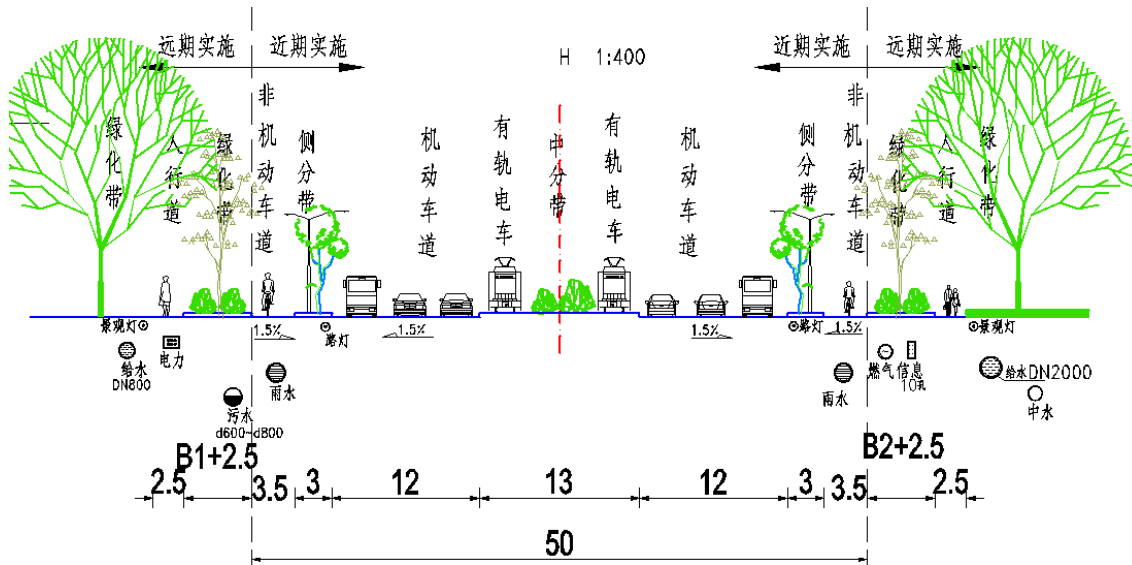 远期实施 近期实施
H 1:400
近期实施 远期实施
绿化带
人行道
绿化带
非机动车道
侧分带
机动车道
有轨电车
中分带
有轨电车
机动车道
侧分带
非机动车道
绿化带
人行道
绿化带
景观灯 1.5% 路灯 1.5% 1.5% 路灯 1.5% 景观灯
给水
DN800
电力
雨水
污水
d600~d800
雨水
燃气 信息
10孔
给水DN2000
中水
B1+2.5 B2+2.5
2.5 3.5 3 12 13 12 3 3.5 2.5
50